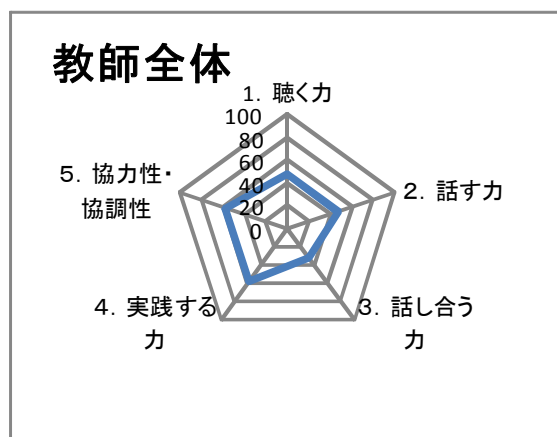 教師全体
1．聴く力
100
80
60
40
20
0
2．話す力
3．話し合う
力
4．実践する
力
5．協力性・
協調性